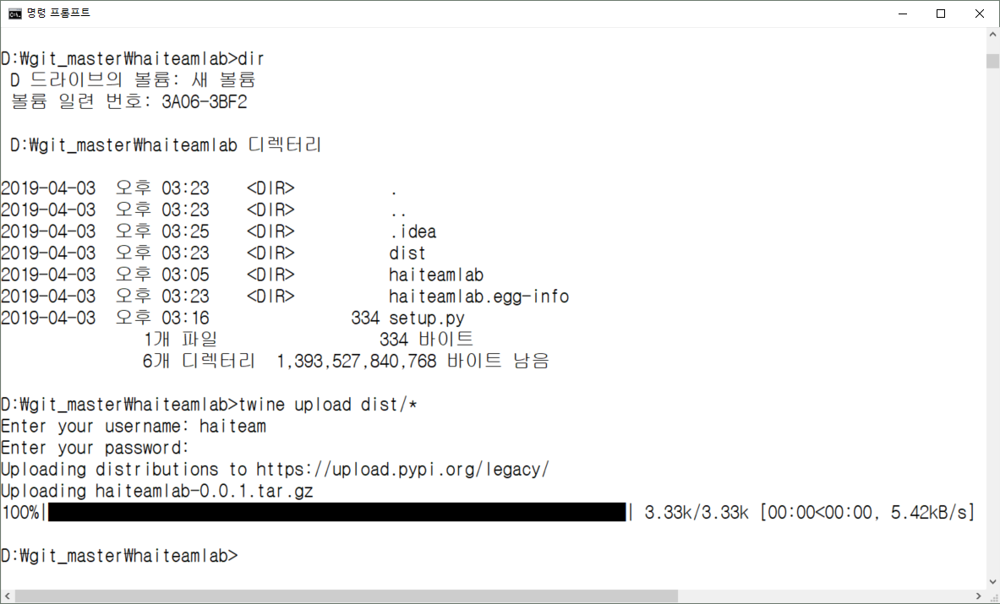 명령 프롬프트
D:₩git_master₩haiteamlab>dir
D 드라이브의 볼륨: 새 볼륨
볼륨 일련 번호: 3A06-3BF2
D:₩git_master₩haiteamlab 디렉터리
2019-04-03  오후 03:23    <DIR>          .
2019-04-03  오후 03:23    <DIR>          ..
2019-04-03  오후 03:25    <DIR>          .idea
2019-04-03  오후 03:23    <DIR>          dist
2019-04-03  오후 03:05    <DIR>          haiteamlab
2019-04-03  오후 03:23    <DIR>          haiteamlab.egg-info
2019-04-03  오후 03:16               334 setup.py
1개 파일                 334 바이트
6개 디렉터리  1,393,527,840,768 바이트 남음
D:₩git_master₩haiteamlab>twine upload dist/*
Enter your username: haiteam
Enter your password:
Uploading distributions to https://upload.pypi.org/legacy/
Uploading haiteamlab-0.0.1.tar.gz
100%|██████████| 3.33k/3.33k [00:00<00:00, 5.42kB/s]
D:₩git_master₩haiteamlab>